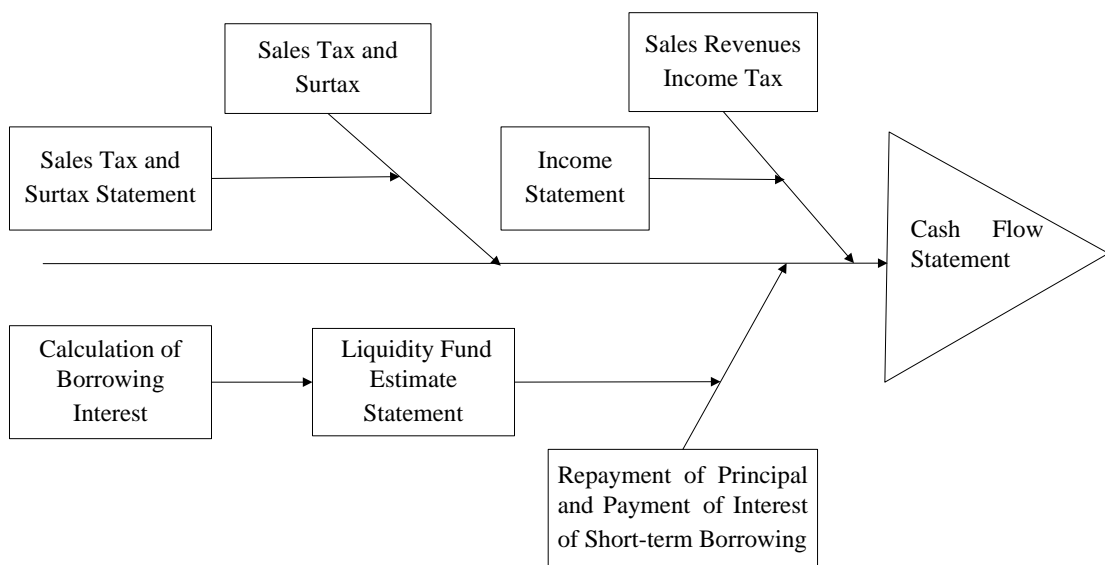 Sales Tax and
Surtax
Sales Revenues
Income Tax
Sales Tax and
Surtax Statement
Income
Statement
Cash Flow
Statement
Calculation of
Borrowing
Interest
Liquidity Fund
Estimate
Statement
Repayment of Principal
and Payment of Interest
of Short-term Borrowing